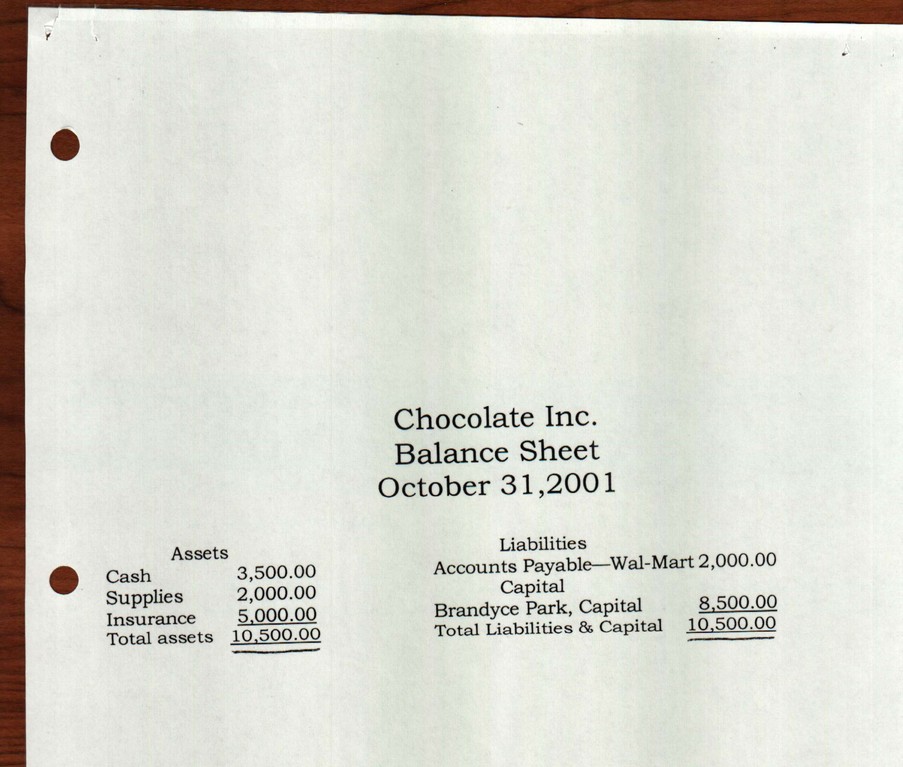 Chocolate Inc.
Balance Sheet
October 31,2001
Assets
Cash 3,500.00
Supplies 2,000.00
Insurance 5,000.00
Total assets 10,500.00
Liabilities
Accounts Payable—Wal-Mart 2,000.00
Capital
Brandyce Park, Capital 8,500.00
Total Liabilities & Capital 10,500.00